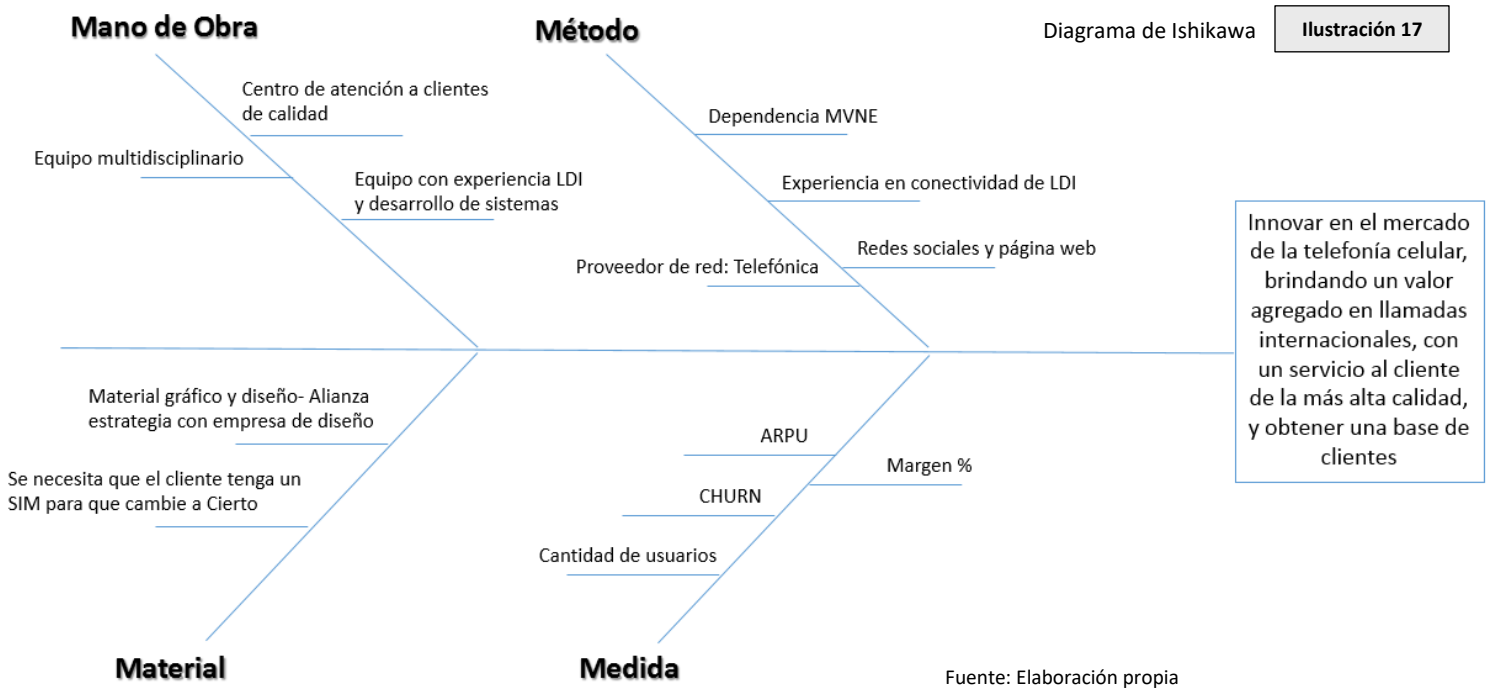 Mano de Obra
Método
Diagrama de Ishikawa
Ilustración 17
Centro de atención a clientes
de calidad
Equipo multidisciplinario
Equipo con experiencia LDI
y desarrollo de sistemas
Dependencia MVNE
Experiencia en conectividad de LDI
Redes sociales y página web
Proveedor de red: Telefónica
Innovar en el mercado
de la telefonía celular,
brindando un valor
agregado en llamadas
internacionales, con
un servicio al cliente
de la más alta calidad,
y obtener una base de
clientes
Material gráfico y diseño- Alianza
estrategia con empresa de diseño
Se necesita que el cliente tenga un
SIM para que cambie a Cierto
ARPU
Margen %
CHURN
Cantidad de usuarios
Material
Medida
Fuente: Elaboración propia